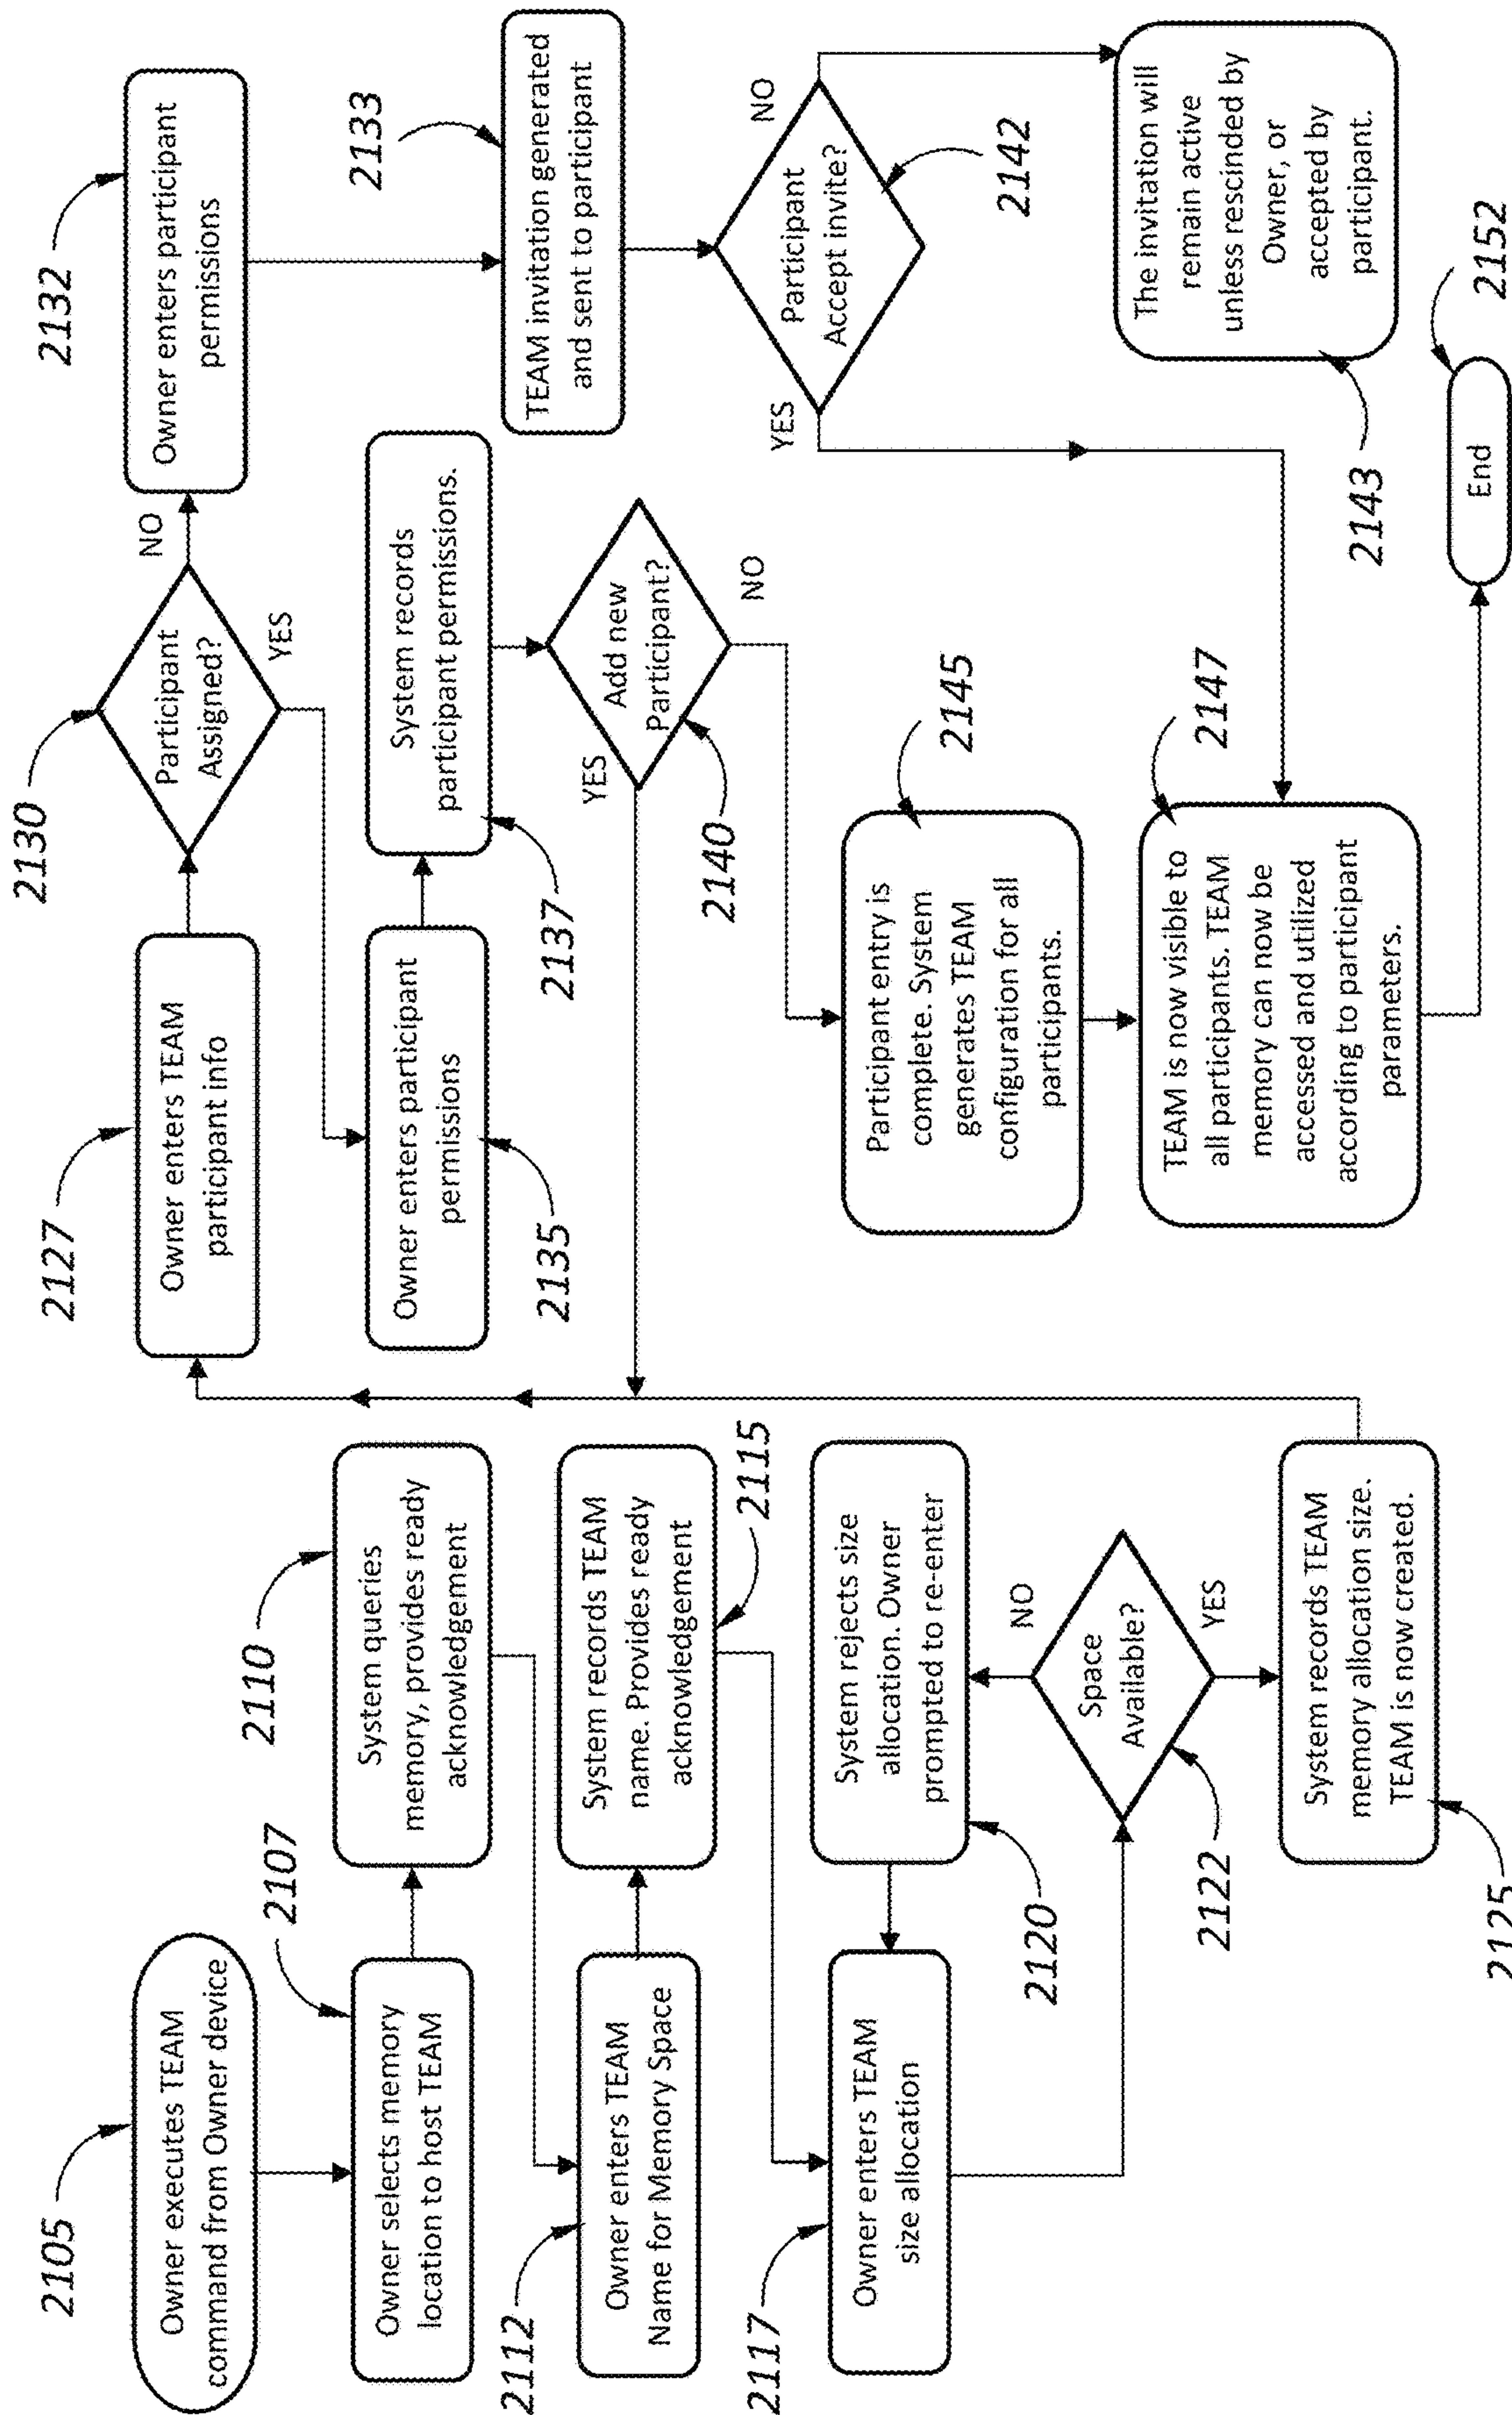 2105
Owner executes TEAM
command from Owner device
2107
Owner selects memory
location to host TEAM
2110
System queries
memory, provides ready
acknowledgement
2112
Owner enters TEAM
Name for Memory Space
System records TEAM
name. Provides ready
acknowledgement
2115
2117
Owner enters TEAM
size allocation
System rejects size
allocation. Owner
prompted to re-enter
2120
NO
Space
Available?
2122
YES
System records TEAM
memory allocation size.
TEAM is now created.
2125
2127
Owner enters TEAM
participant info
2130
Participant
Assigned?
NO
YES
2132
Owner enters participant
permissions
2133
TEAM invitation generated
and sent to participant
Owner enters participant
permissions
2135
System records
participant permissions.
2137
YES
Add new
Participant?
2140
NO
YES
Participant
Accept invite?
NO
2142
The invitation will
remain active
unless rescinded by
Owner, or
accepted by
participant.
2143
Participant entry is
complete. System
generates TEAM
configuration for all
participants.
2145
TEAM is now visible to
all participants. TEAM
memory can now be
accessed and utilized
according to participant
parameters.
2147
End
2152